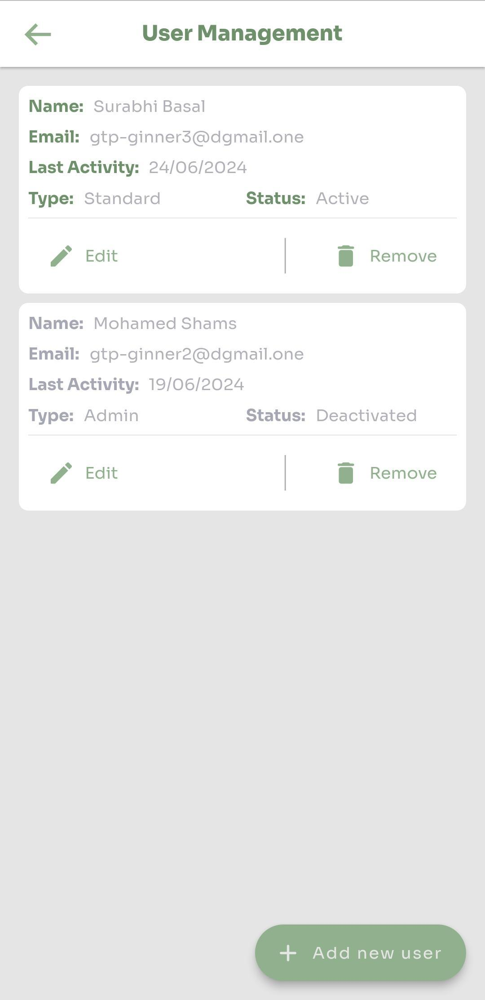 User Management
Name: Surabhi Basal
Email: gtp-ginner3@dgmail.one
Last Activity: 24/06/2024
Type: Standard Status: Active
Edit Remove
Name: Mohamed Shams
Email: gtp-ginner2@dgmail.one
Last Activity: 19/06/2024
Type: Admin Status: Deactivated
Edit Remove
Add new user